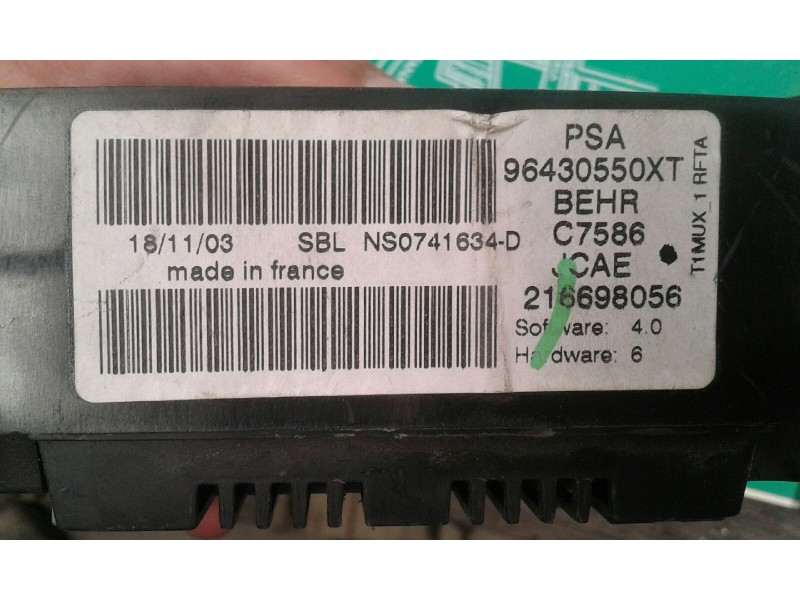 18/11/03 SBL NS0741634-D
made in france
PSA
96430550XT
BEHR
C7586
JCAE
216698056
Software: 4.0
Hardware: 6
T1MUX_1 RFTA